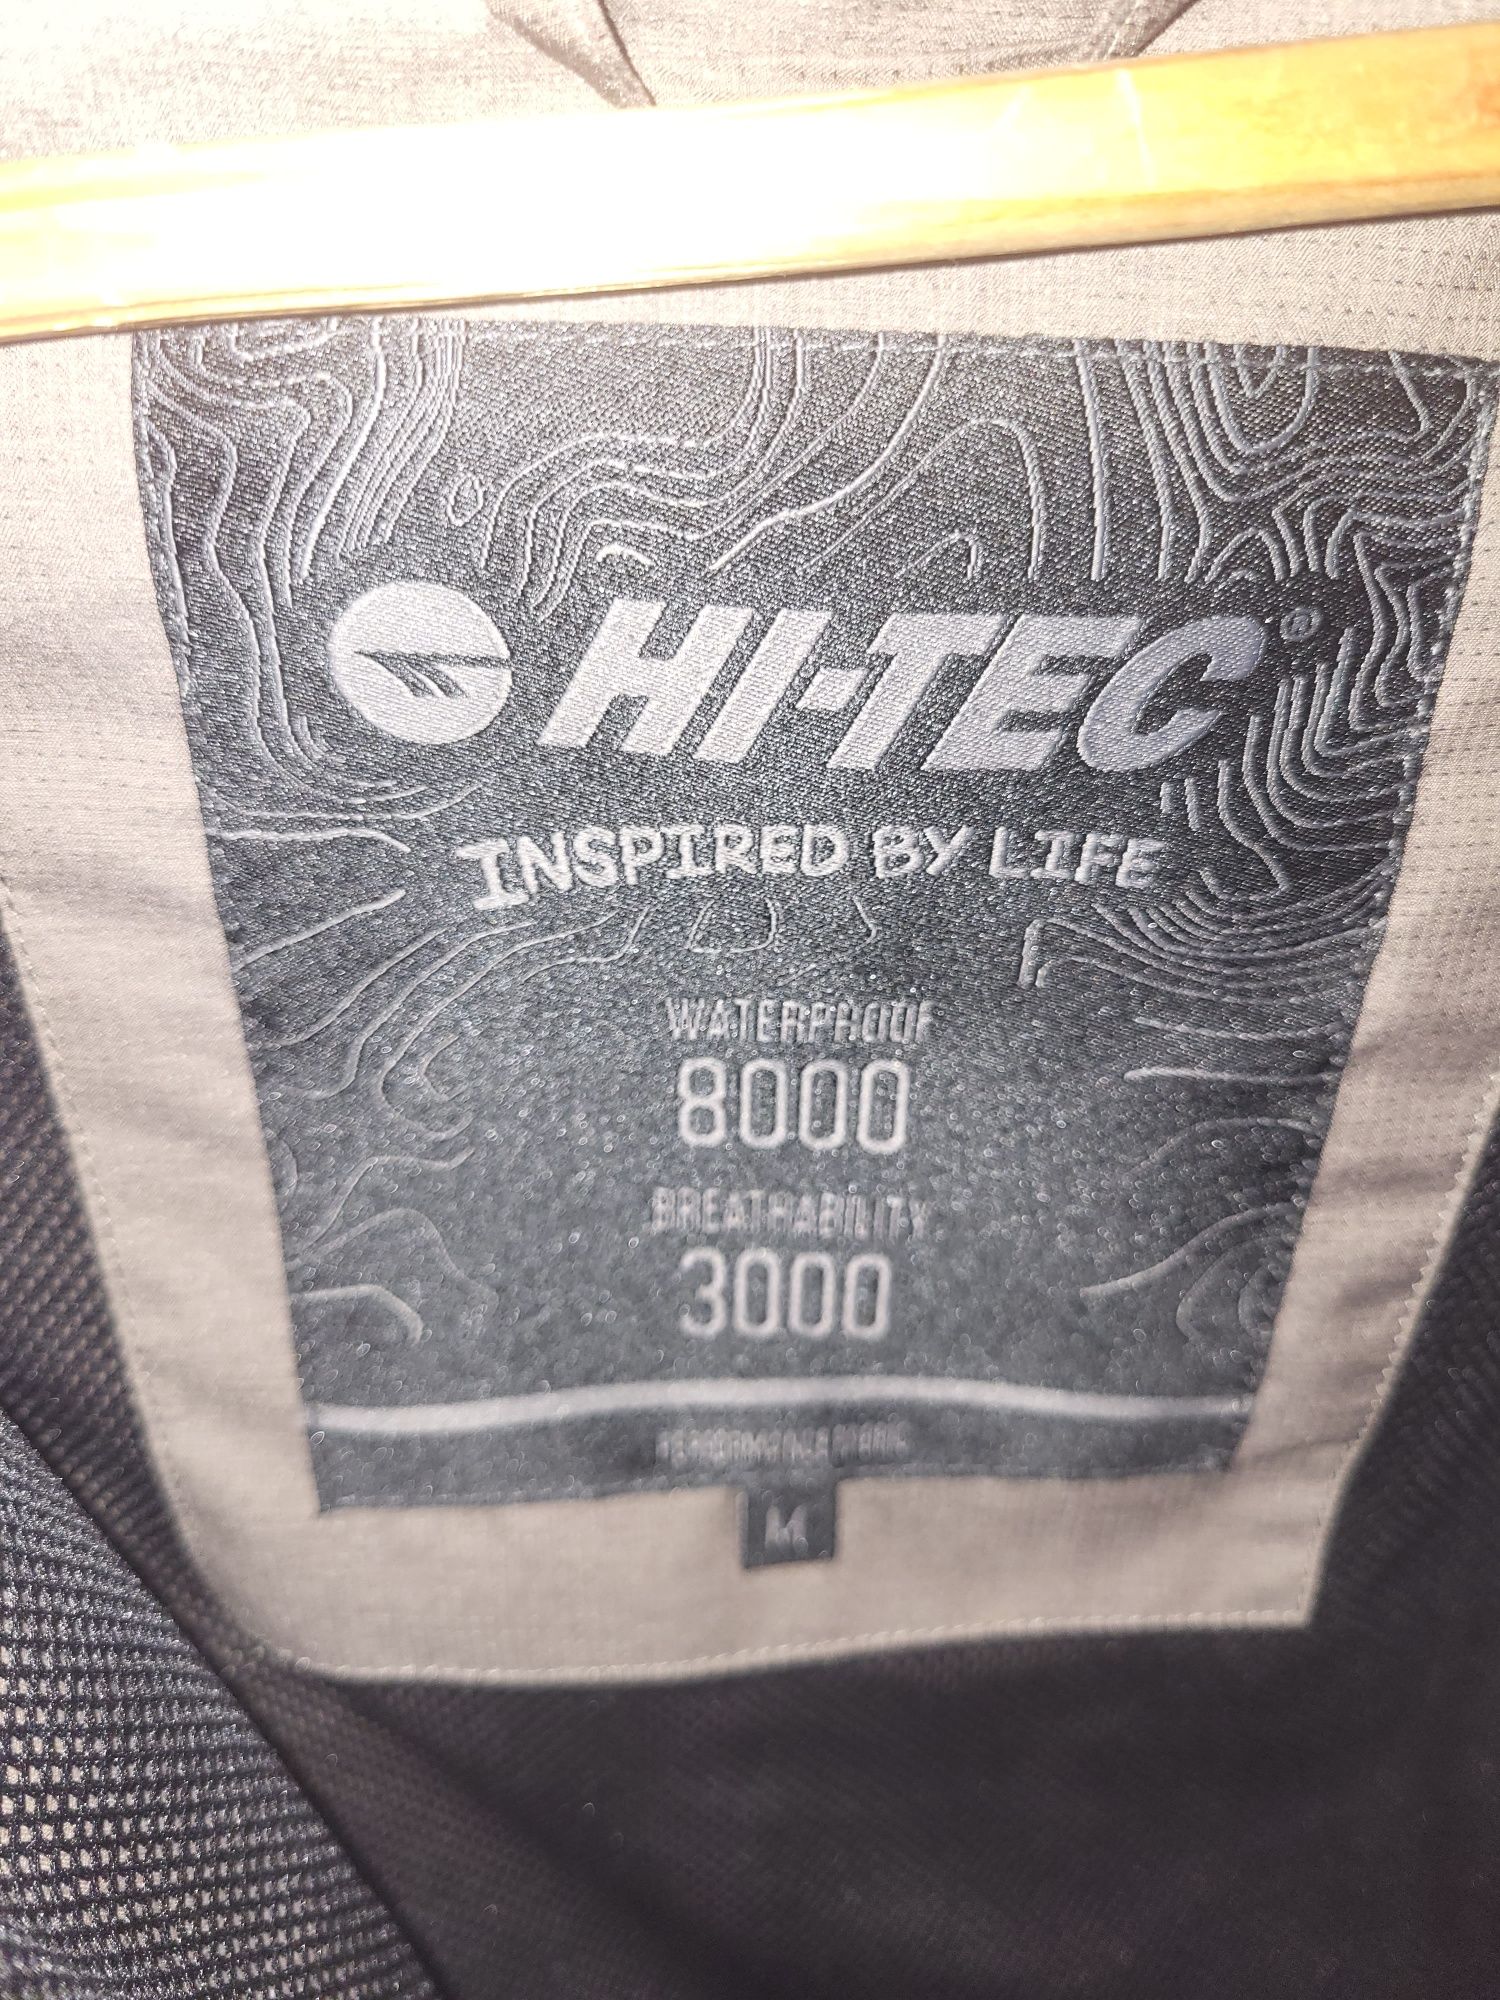 HI-TEC®
INSPIRED BY LIFE
WATERPROOF
8000
BREATHABILITY
3000
PERFORMANCE FABRIC
M